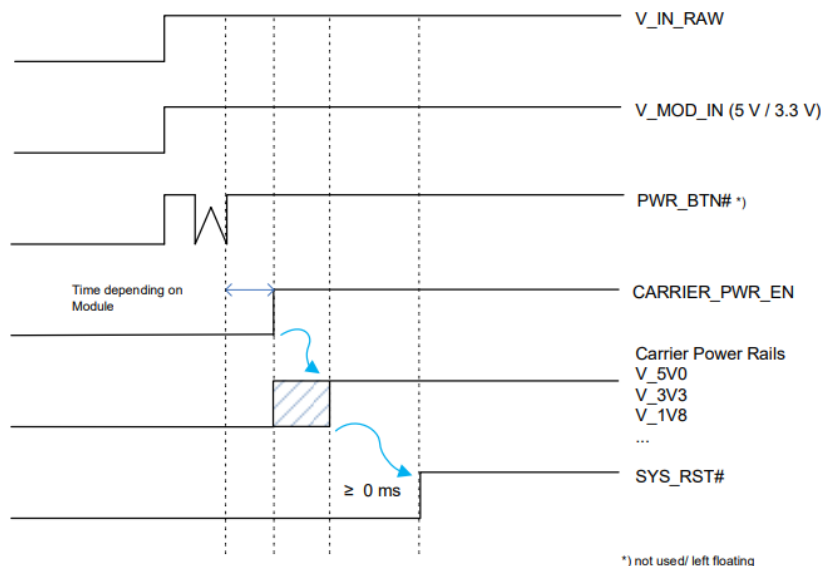 V_IN_RAW
V_MOD_IN (5 V / 3.3 V)
PWR_BTN# *)
Time depending on
Module
CARRIER_PWR_EN
Carrier Power Rails
V_5V0
V_3V3
V_1V8
...
≥ 0 ms
SYS_RST#
*) not used/ left floating